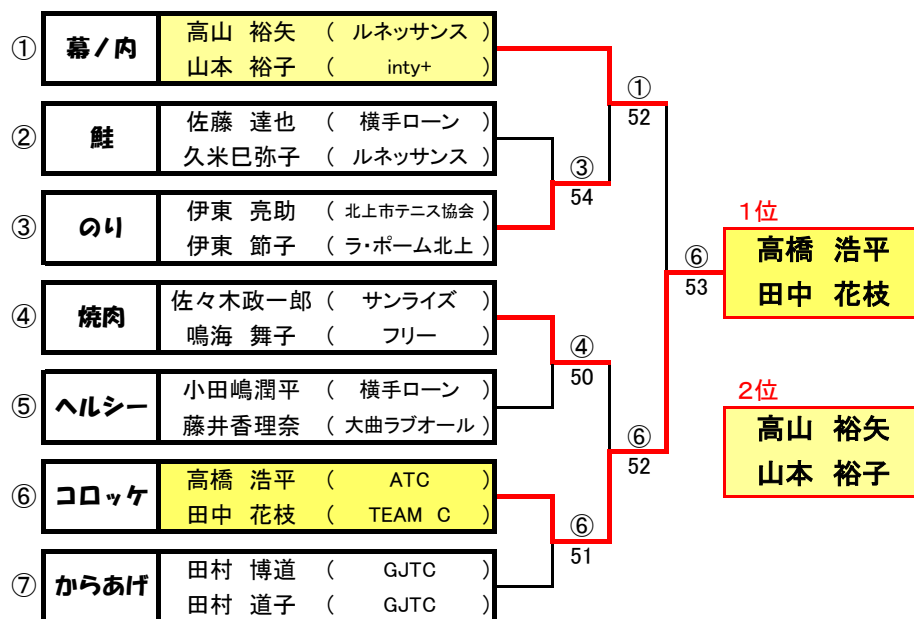 ① 幕ノ内 高山 裕矢 ( ルネッサンス )
山本 裕子 ( inty+ )
② 鮭 佐藤 達也 ( 横手ローン )
久米巳弥子 ( ルネッサンス )
③ のり 伊東 亮助 ( 北上市テニス協会 )
伊東 節子 ( ラ・ポーム北上 )
④ 焼肉 佐々木政一郎 ( サンライズ )
鳴海 舞子 ( フリー )
⑤ ヘルシー 小田嶋潤平 ( 横手ローン )
藤井香理奈 ( 大曲ラブオール )
⑥ コロッケ 高橋 浩平 ( ATC )
田中 花枝 ( TEAM C )
⑦ からあげ 田村 博道 ( GJTC )
田村 道子 ( GJTC )
③
54
④
50
⑥
51
①
52
⑥
52
⑥
53
1位
高橋 浩平
田中 花枝
2位
高山 裕矢
山本 裕子